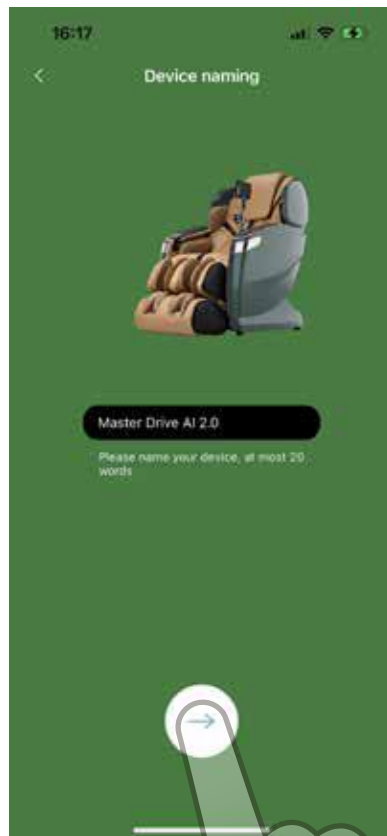 16:17
Device naming
Master Drive AI 2.0
Please name your device, at most 20
words